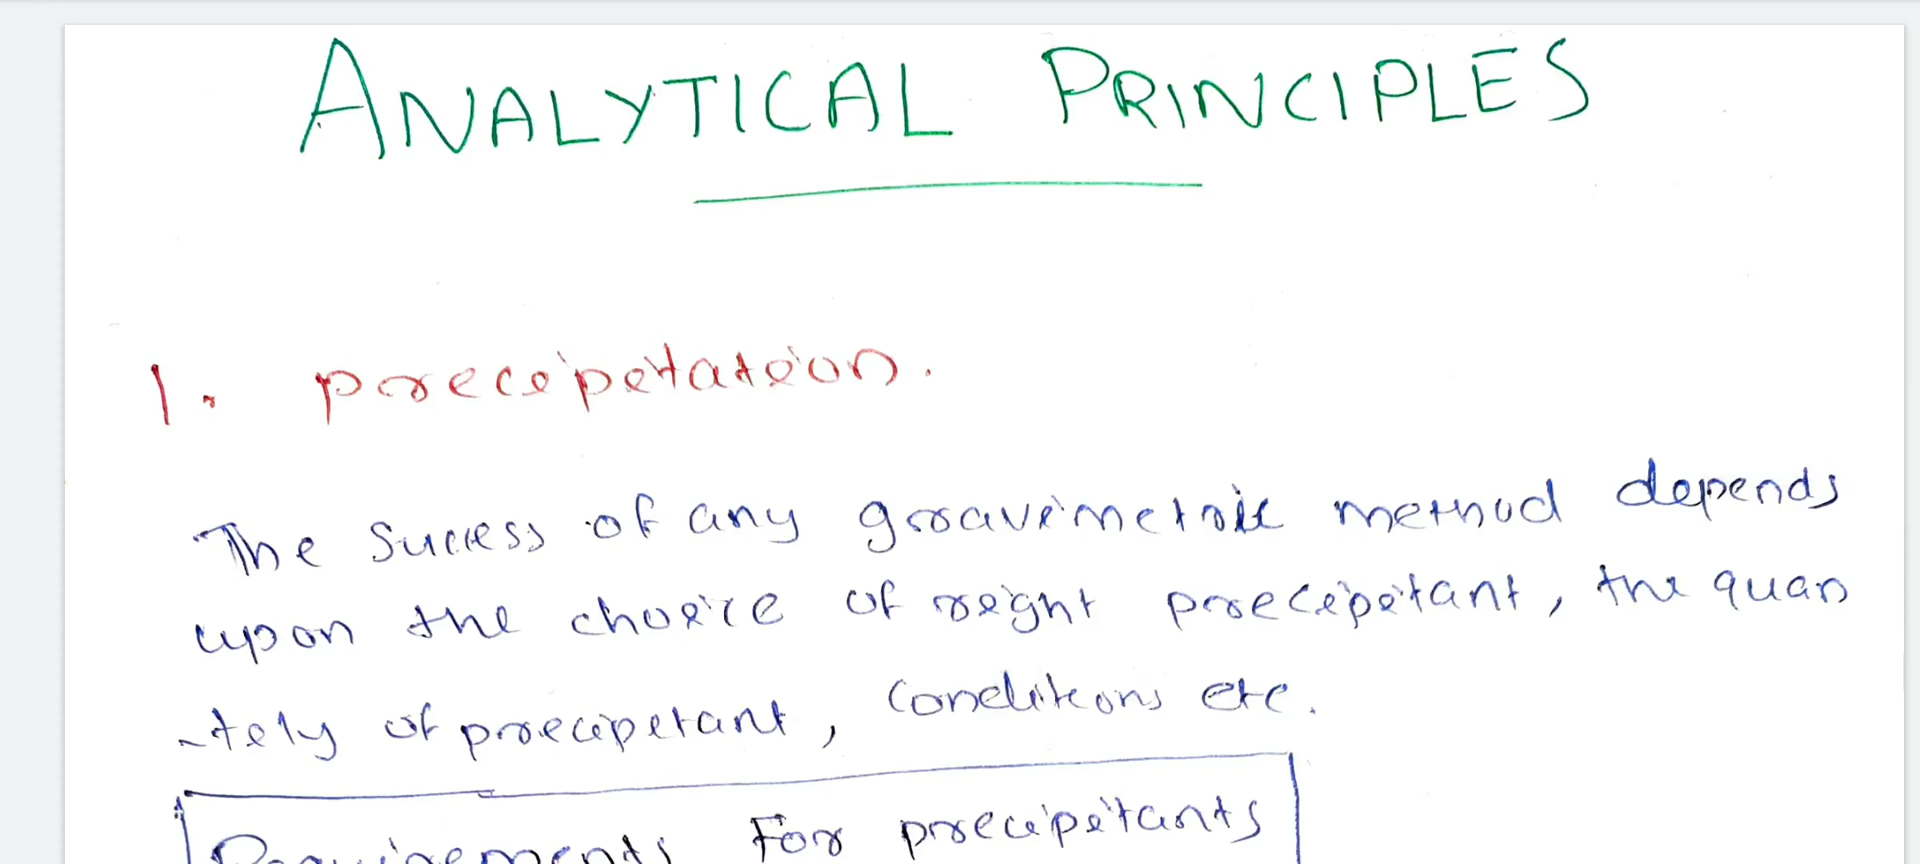 ANALYTICAL PRINCIPLES
1. precipitation.
The success of any gravimetric method depends
upon the choice of right precipitant, the quan
-tity of precipitant, conditions etc.
Requirements For precipitants